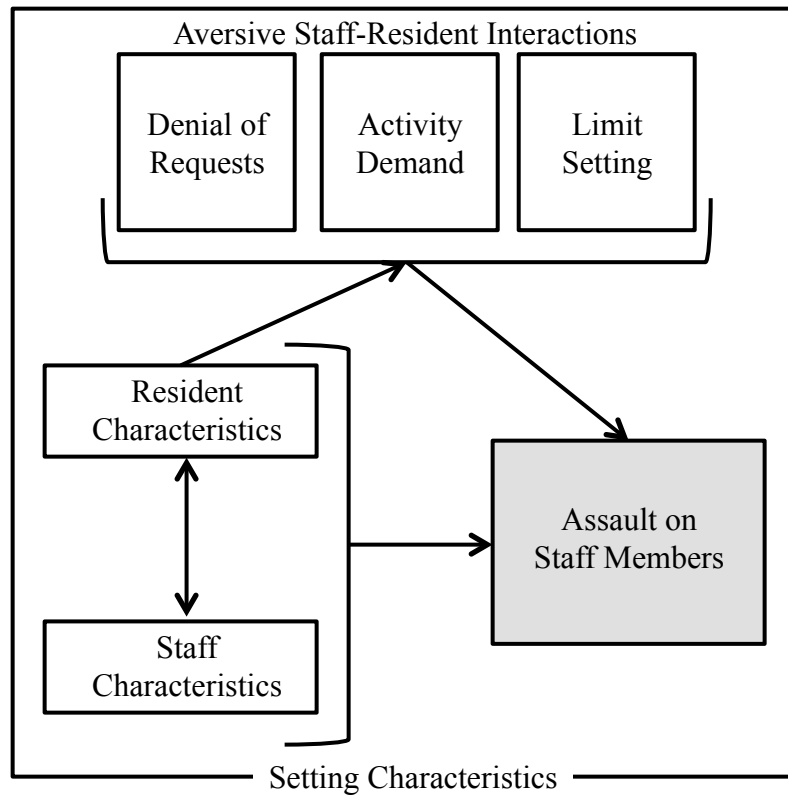 Aversive Staff-Resident Interactions
Denial of
Requests
Activity
Demand
Limit
Setting
Resident
Characteristics
Assault on
Staff Members
Staff
Characteristics
Setting Characteristics